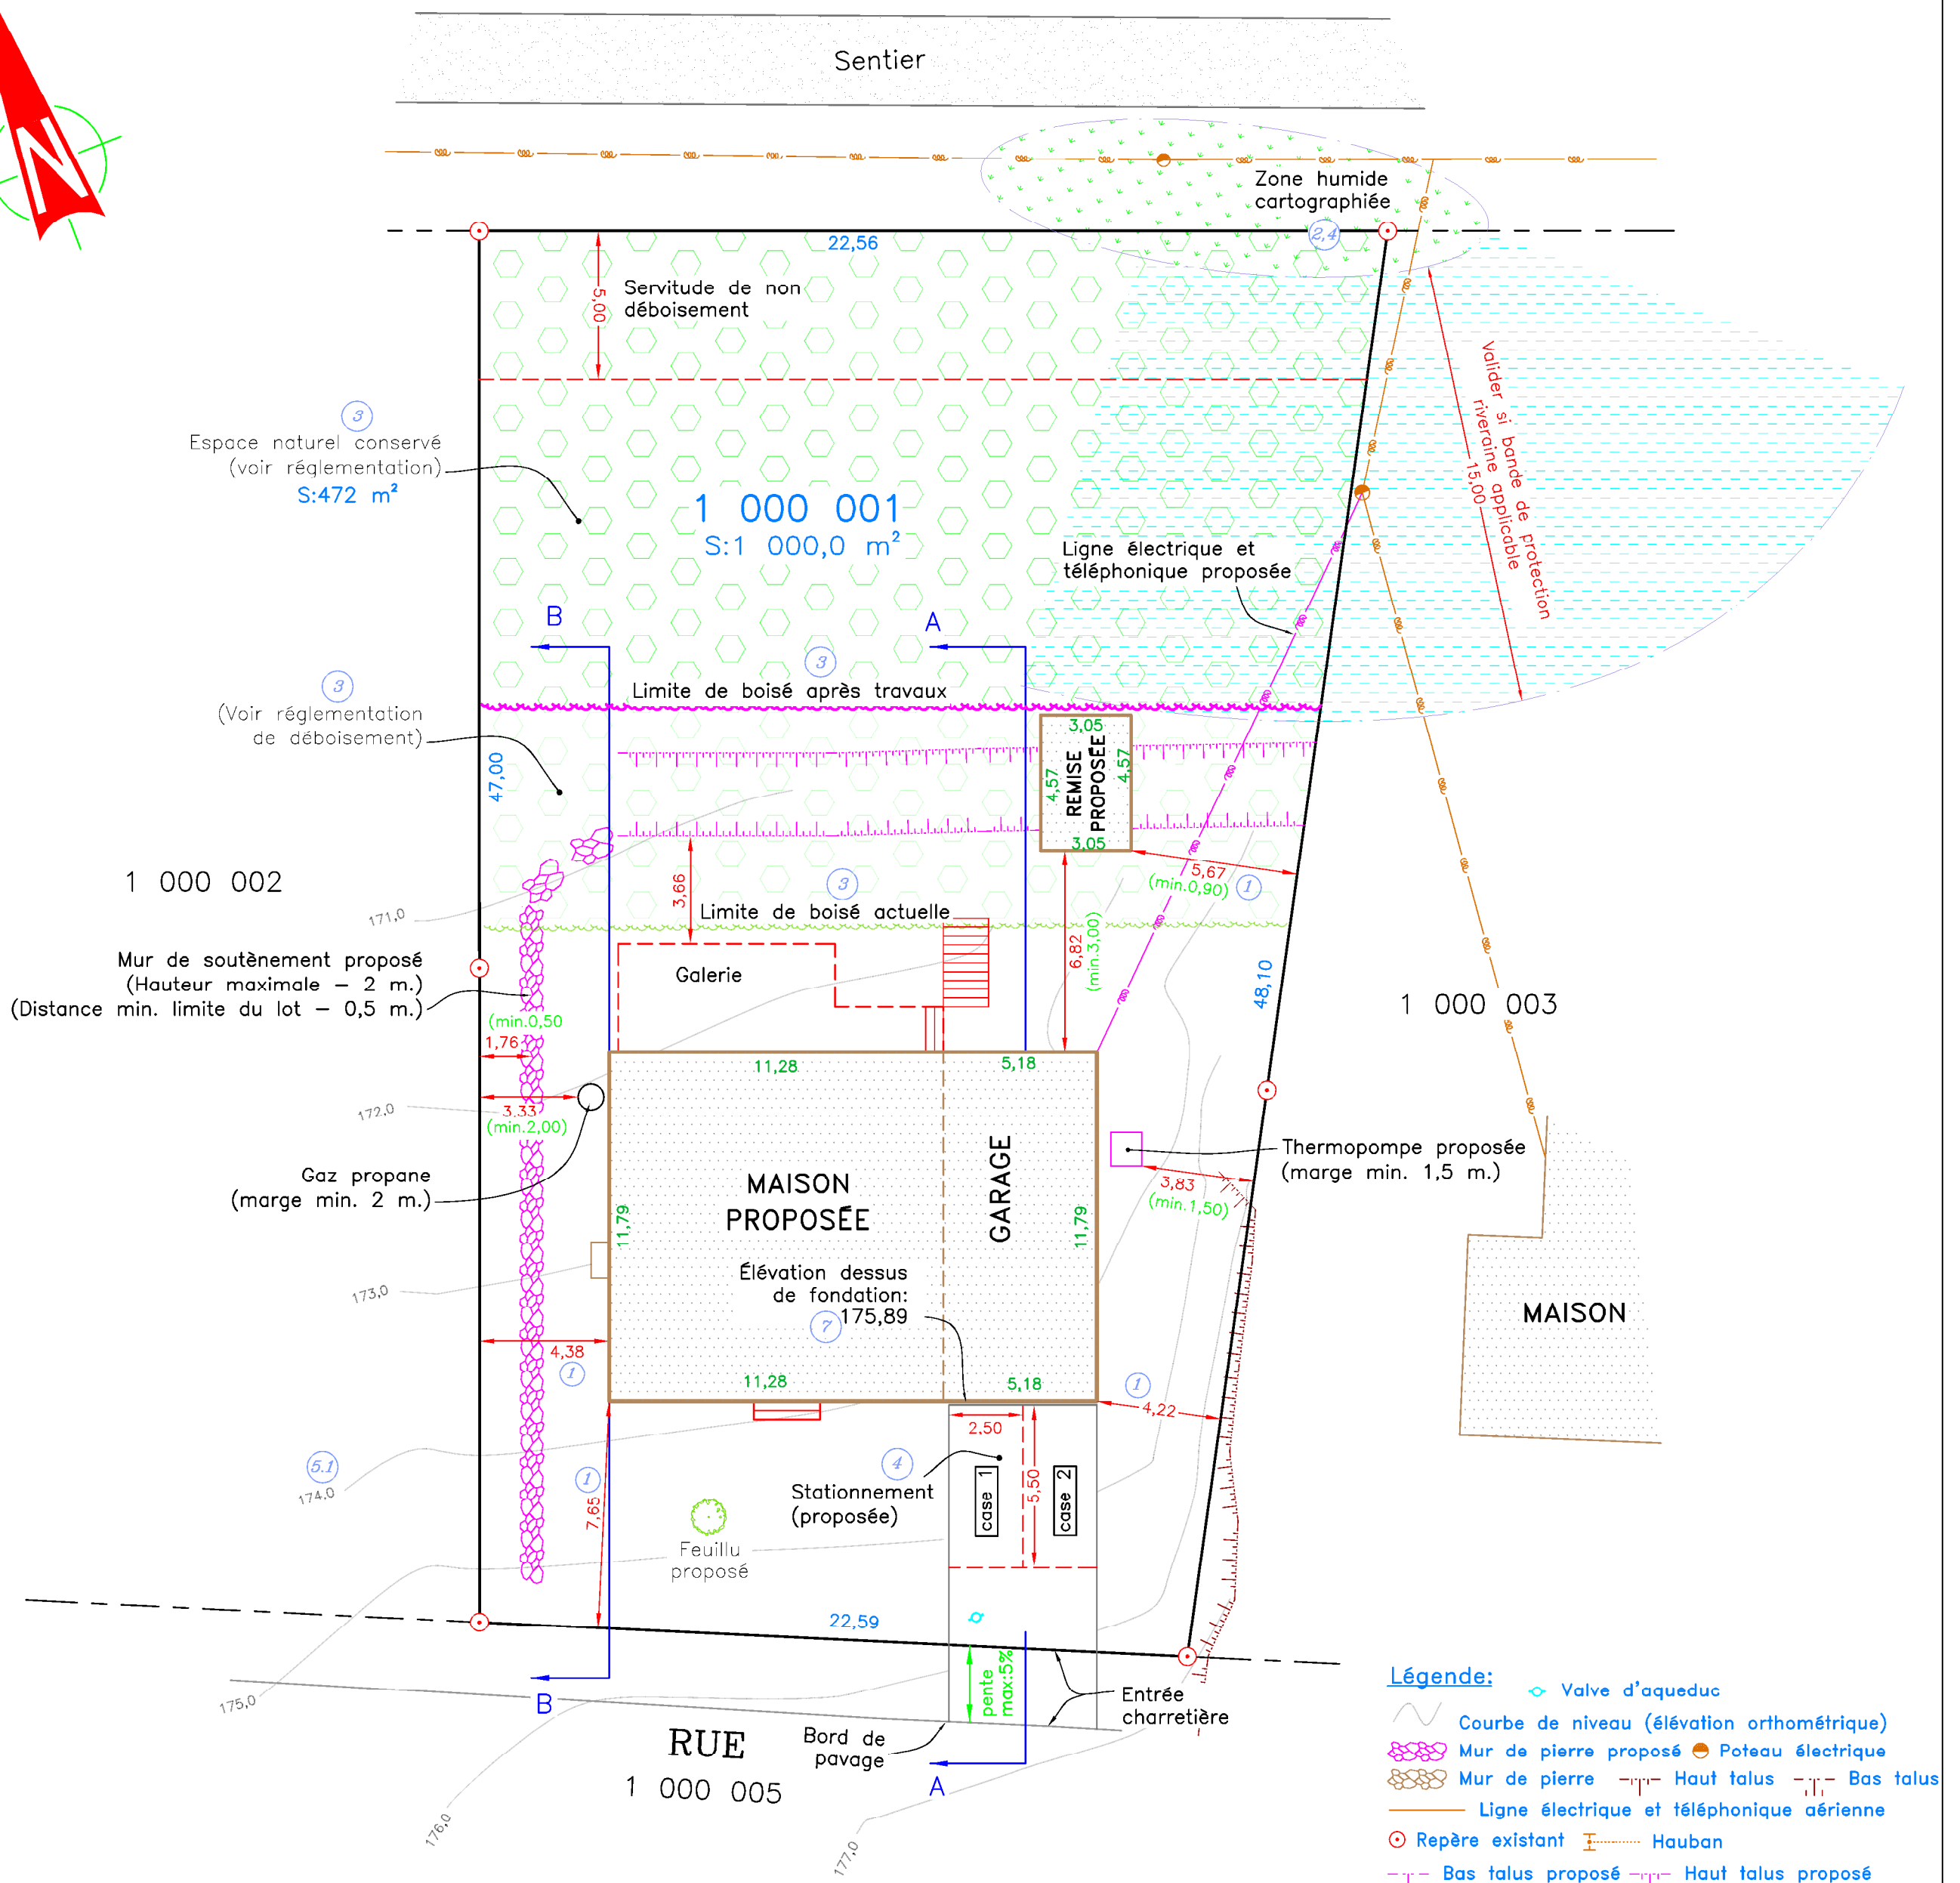 Sentier
N
Zone humide
cartographiée
2,4
22,56
5,00
Servitude de non
déboisement
Valider si bande de protection
riveraine applicable
15,00
3
Espace naturel conservé
(voir réglementation)
S:472 m²
1 000 001
S:1 000,0 m²
Ligne électrique et
téléphonique proposée
B
A
3
Limite de boisé après travaux
3
(Voir réglementation
de déboisement)
47,00
3,05
4,57
REMISE
PROPOSÉE
4,57
3,05
5,67
(min.0,90)
1
1 000 002
171,0
3,66
3
Limite de boisé actuelle
6,82
(min.3,00)
Mur de soutènement proposé
(Hauteur maximale – 2 m.)
(Distance min. limite du lot – 0,5 m.)
Galerie
48,10
1 000 003
(min.0,50
1,76
11,28
5,18
172,0
3,33
(min.2,00)
Gaz propane
(marge min. 2 m.)
MAISON
PROPOSÉE
GARAGE
11,79
11,79
Thermopompe proposée
(marge min. 1,5 m.)
3,83
(min.1,50)
Élévation dessus
de fondation:
175,89
7
173,0
MAISON
4,38
1
11,28
5,18
1
4,22
2,50
5.1
174,0
1
7,65
4
Stationnement
(proposée)
case 1
5,50
case 2
Feuillu
proposé
22,59
pente
max:5%
175,0
B
Entrée
charretière
Bord de
pavage
RUE
1 000 005
A
176,0
177,0
Légende:
Valve d'aqueduc
Courbe de niveau (élévation orthométrique)
Mur de pierre proposé
Poteau électrique
Mur de pierre
Haut talus
Bas talus
Ligne électrique et téléphonique aérienne
Repère existant
Hauban
Bas talus proposé
Haut talus proposé